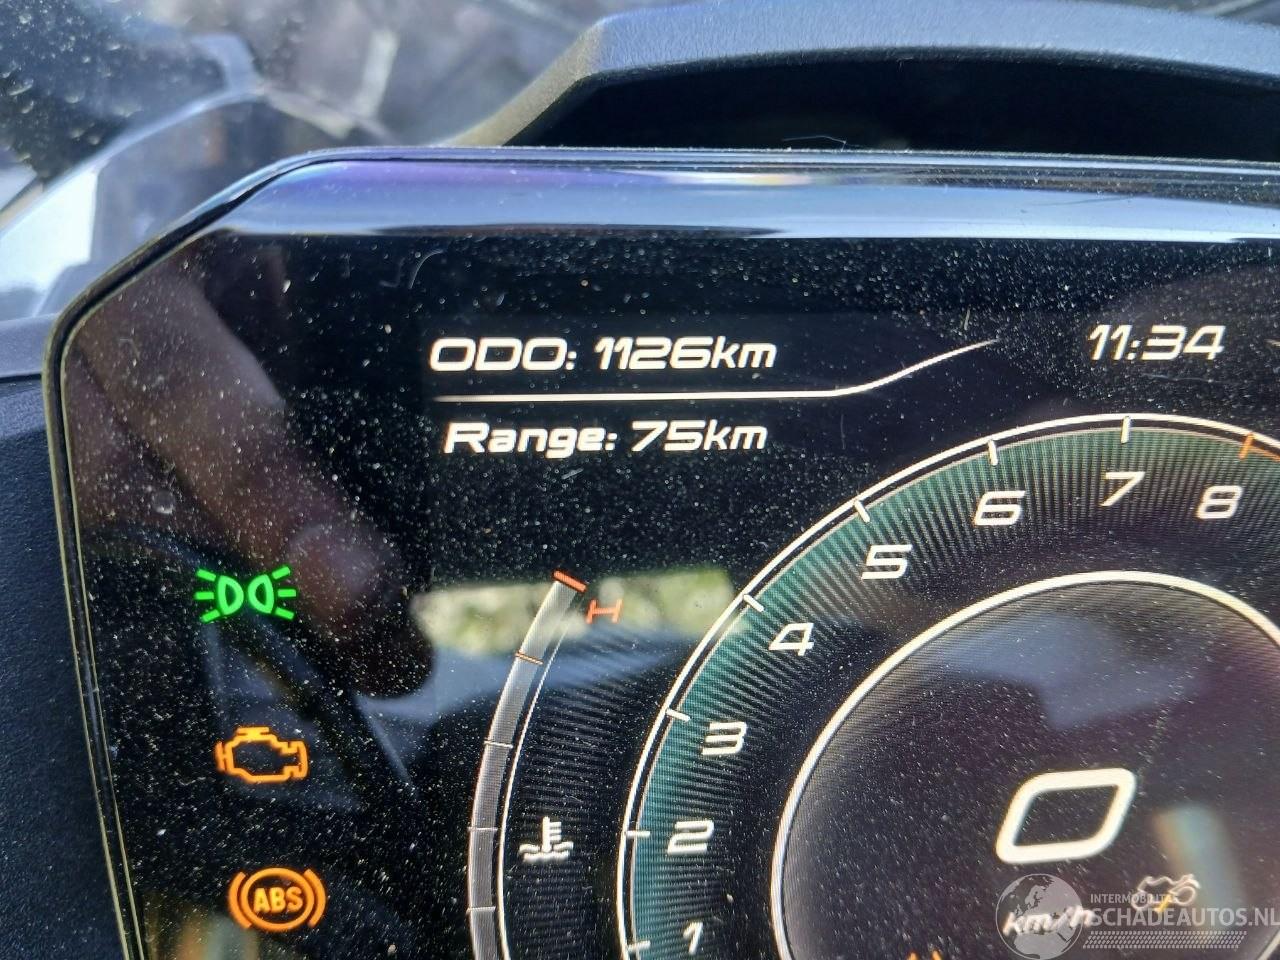 ODO: 1126km
11:34
Range: 75km
8
7
6
5
4
H
3
2
1
0
km/h
ABS
INTERMOBILITAS
SCHADEAUTOS.NL